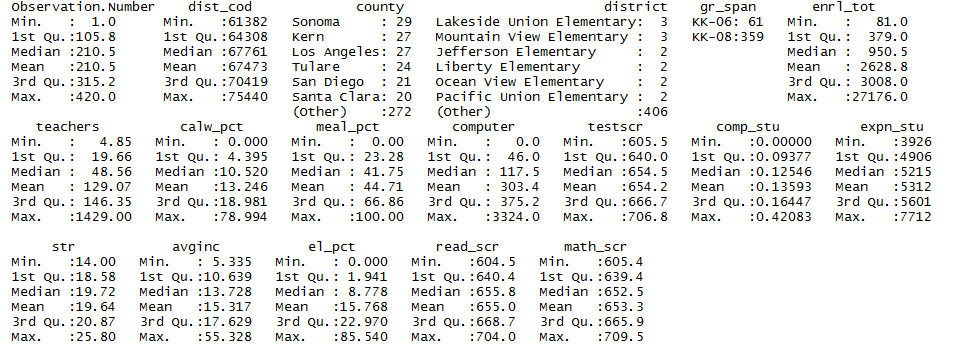 Observation.Number    dist_cod              county                            district     gr_span       enrl_tot
Min.   :  1.0      Min.   :61382   Sonoma     : 29   Lakeside Union Elementary:  3   KK-06: 61   Min.   :   81.0
1st Qu.:105.8      1st Qu.:64308   Kern       : 27   Mountain View Elementary :  3   KK-08:359   1st Qu.:  379.0
Median :210.5      Median :67761   Los Angeles: 27   Jefferson Elementary     :  2               Median :  950.5
Mean   :210.5      Mean   :67473   Tulare     : 24   Liberty Elementary       :  2               Mean   : 2628.8
3rd Qu.:315.2      3rd Qu.:70419   San Diego  : 21   Ocean View Elementary    :  2               3rd Qu.: 3008.0
Max.   :420.0      Max.   :75440   Santa Clara: 20   Pacific Union Elementary :  2               Max.   :27176.0
(Other)    :272   (Other)                  :406
teachers          calw_pct         meal_pct         computer         testscr         comp_stu          expn_stu
Min.   :   4.85   Min.   : 0.000   Min.   :  0.00   Min.   :   0.0   Min.   :605.5   Min.   :0.00000   Min.   :3926
1st Qu.:  19.66   1st Qu.: 4.395   1st Qu.: 23.28   1st Qu.:  46.0   1st Qu.:640.0   1st Qu.:0.09377   1st Qu.:4906
Median :  48.56   Median :10.520   Median : 41.75   Median : 117.5   Median :654.5   Median :0.12546   Median :5215
Mean   : 129.07   Mean   :13.246   Mean   : 44.71   Mean   : 303.4   Mean   :654.2   Mean   :0.13593   Mean   :5312
3rd Qu.: 146.35   3rd Qu.:18.981   3rd Qu.: 66.86   3rd Qu.: 375.2   3rd Qu.:666.7   3rd Qu.:0.16447   3rd Qu.:5601
Max.   :1429.00   Max.   :78.994   Max.   :100.00   Max.   :3324.0   Max.   :706.8   Max.   :0.42083   Max.   :7712
str            avginc           el_pct          read_scr        math_scr
Min.   :14.00   Min.   : 5.335   Min.   : 0.000   Min.   :604.5   Min.   :605.4
1st Qu.:18.58   1st Qu.:10.639   1st Qu.: 1.941   1st Qu.:640.4   1st Qu.:639.4
Median :19.72   Median :13.728   Median : 8.778   Median :655.8   Median :652.5
Mean   :19.64   Mean   :15.317   Mean   :15.768   Mean   :655.0   Mean   :653.3
3rd Qu.:20.87   3rd Qu.:17.629   3rd Qu.:22.970   3rd Qu.:668.7   3rd Qu.:665.9
Max.   :25.80   Max.   :55.328   Max.   :85.540   Max.   :704.0   Max.   :709.5